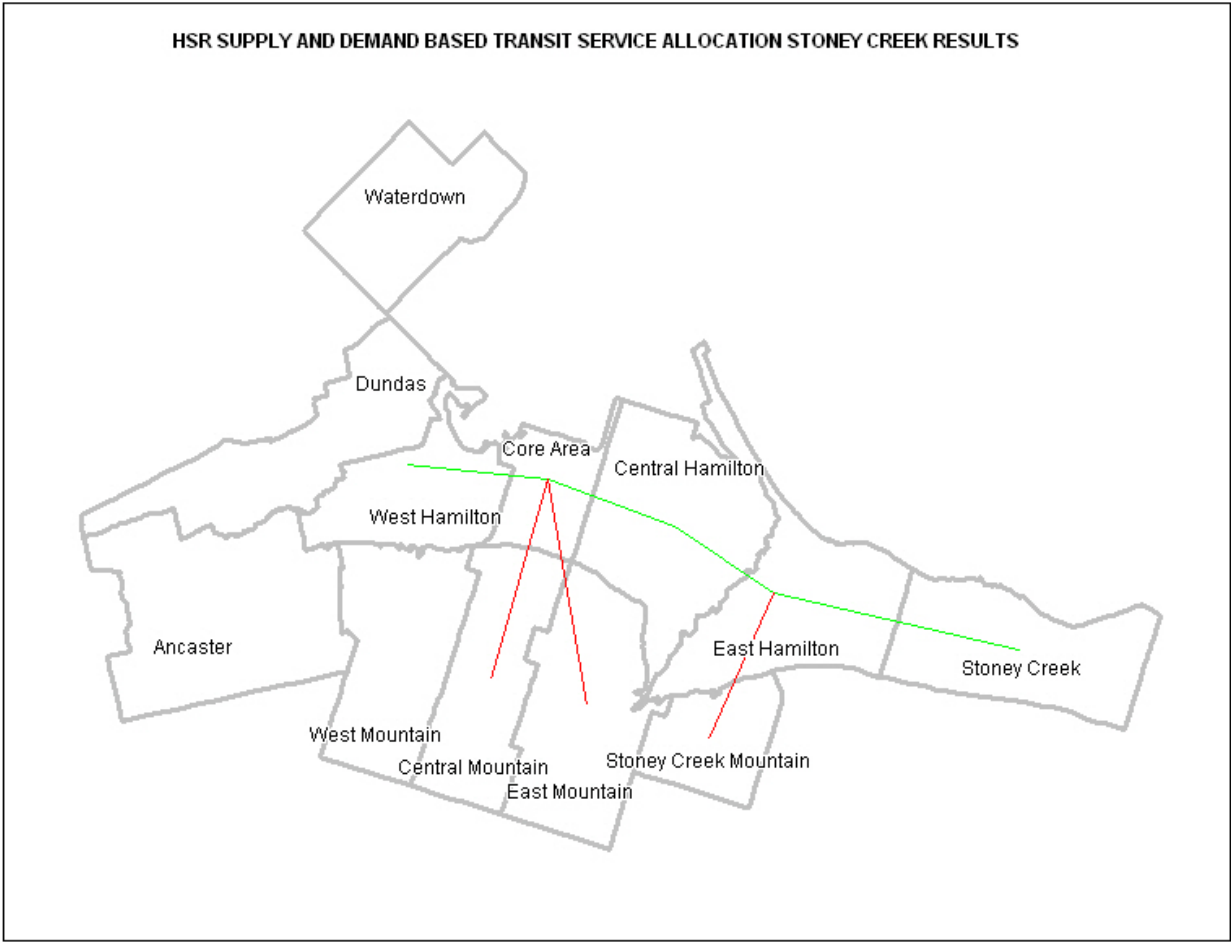 HSR SUPPLY AND DEMAND BASED TRANSIT SERVICE ALLOCATION STONEY CREEK RESULTS
Waterdown
Dundas
Core Area
Central Hamilton
West Hamilton
Ancaster
East Hamilton
Stoney Creek
West Mountain
Central Mountain
Stoney Creek Mountain
East Mountain